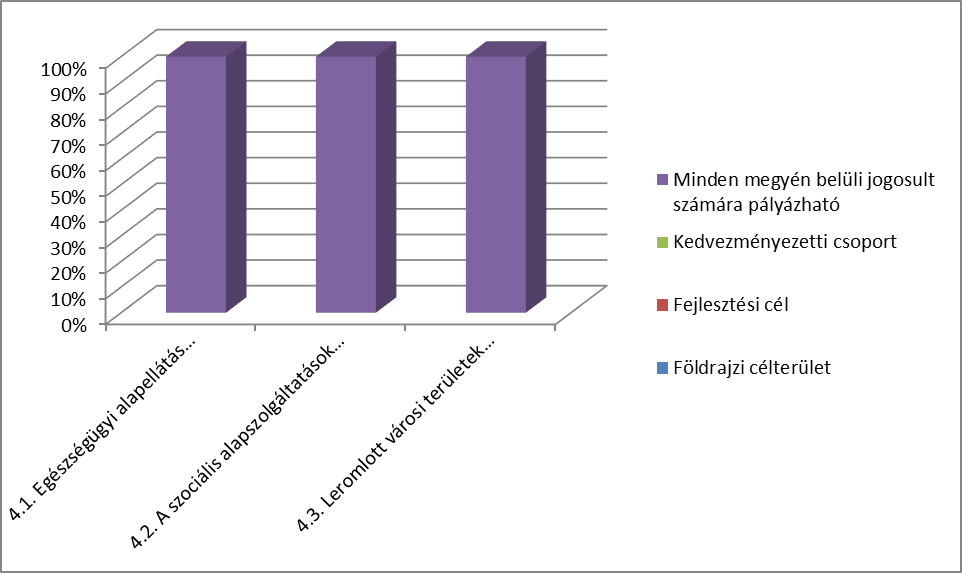 100%
90%
80%
70%
60%
50%
40%
30%
20%
10%
0%
4.1. Egészségügyi alapellátás...
4.2. A szociális alapszolgáltatások...
4.3. Leromlott városi területek...
Minden megyén belüli jogosult
számára pályázható
Kedvezményezetti csoport
Fejlesztési cél
Földrajzi célterület